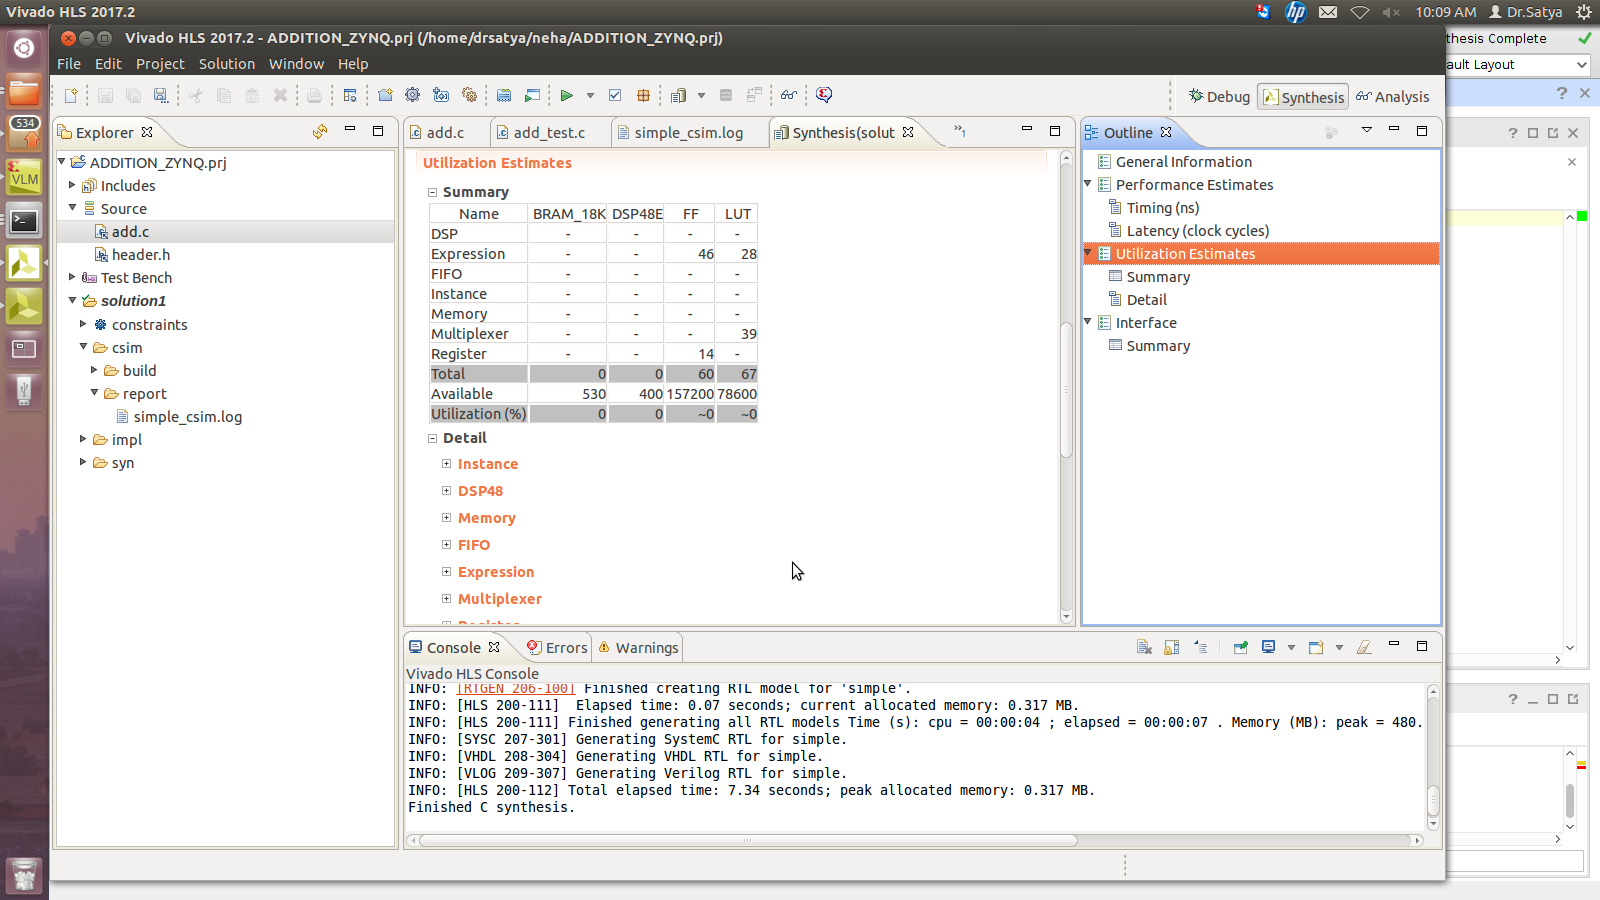 Vivado HLS 2017.2
10:09 AM Dr.Satya
Vivado HLS 2017.2 - ADDITION_ZYNQ.prj (/home/drsatya/neha/ADDITION_ZYNQ.prj)
thesis Complete
File Edit Project Solution Window Help
ault Layout
Debug Synthesis Analysis
Explorer
ADDITION_ZYNQ.prj
Includes
Source
add.c
header.h
Test Bench
solution1
constraints
csim
build
report
simple_csim.log
impl
syn
534
VLM
hp
add.c add_test.c simple_csim.log Synthesis(solut »1
Utilization Estimates
Summary
Name BRAM_18K DSP48E FF LUT
DSP - - - -
Expression - - 46 28
FIFO - - - -
Instance - - - -
Memory - - - -
Multiplexer - - - 39
Register - - 14 -
Total 0 0 60 67
Available 530 400 157200 78600
Utilization (%) 0 0 ~0 ~0
Detail
Instance
DSP48
Memory
FIFO
Expression
Multiplexer
Register
Outline
General Information
Performance Estimates
Timing (ns)
Latency (clock cycles)
Utilization Estimates
Summary
Detail
Interface
Summary
Console Errors Warnings
Vivado HLS Console
INFO: [RTGEN 206-100] Finished creating RTL model for 'simple'.
INFO: [HLS 200-111]  Elapsed time: 0.07 seconds; current allocated memory: 0.317 MB.
INFO: [HLS 200-111] Finished generating all RTL models Time (s): cpu = 00:00:04 ; elapsed = 00:00:07 . Memory (MB): peak = 480.
INFO: [SYSC 207-301] Generating SystemC RTL for simple.
INFO: [VHDL 208-304] Generating VHDL RTL for simple.
INFO: [VLOG 209-307] Generating Verilog RTL for simple.
INFO: [HLS 200-112] Total elapsed time: 7.34 seconds; peak allocated memory: 0.317 MB.
Finished C synthesis.